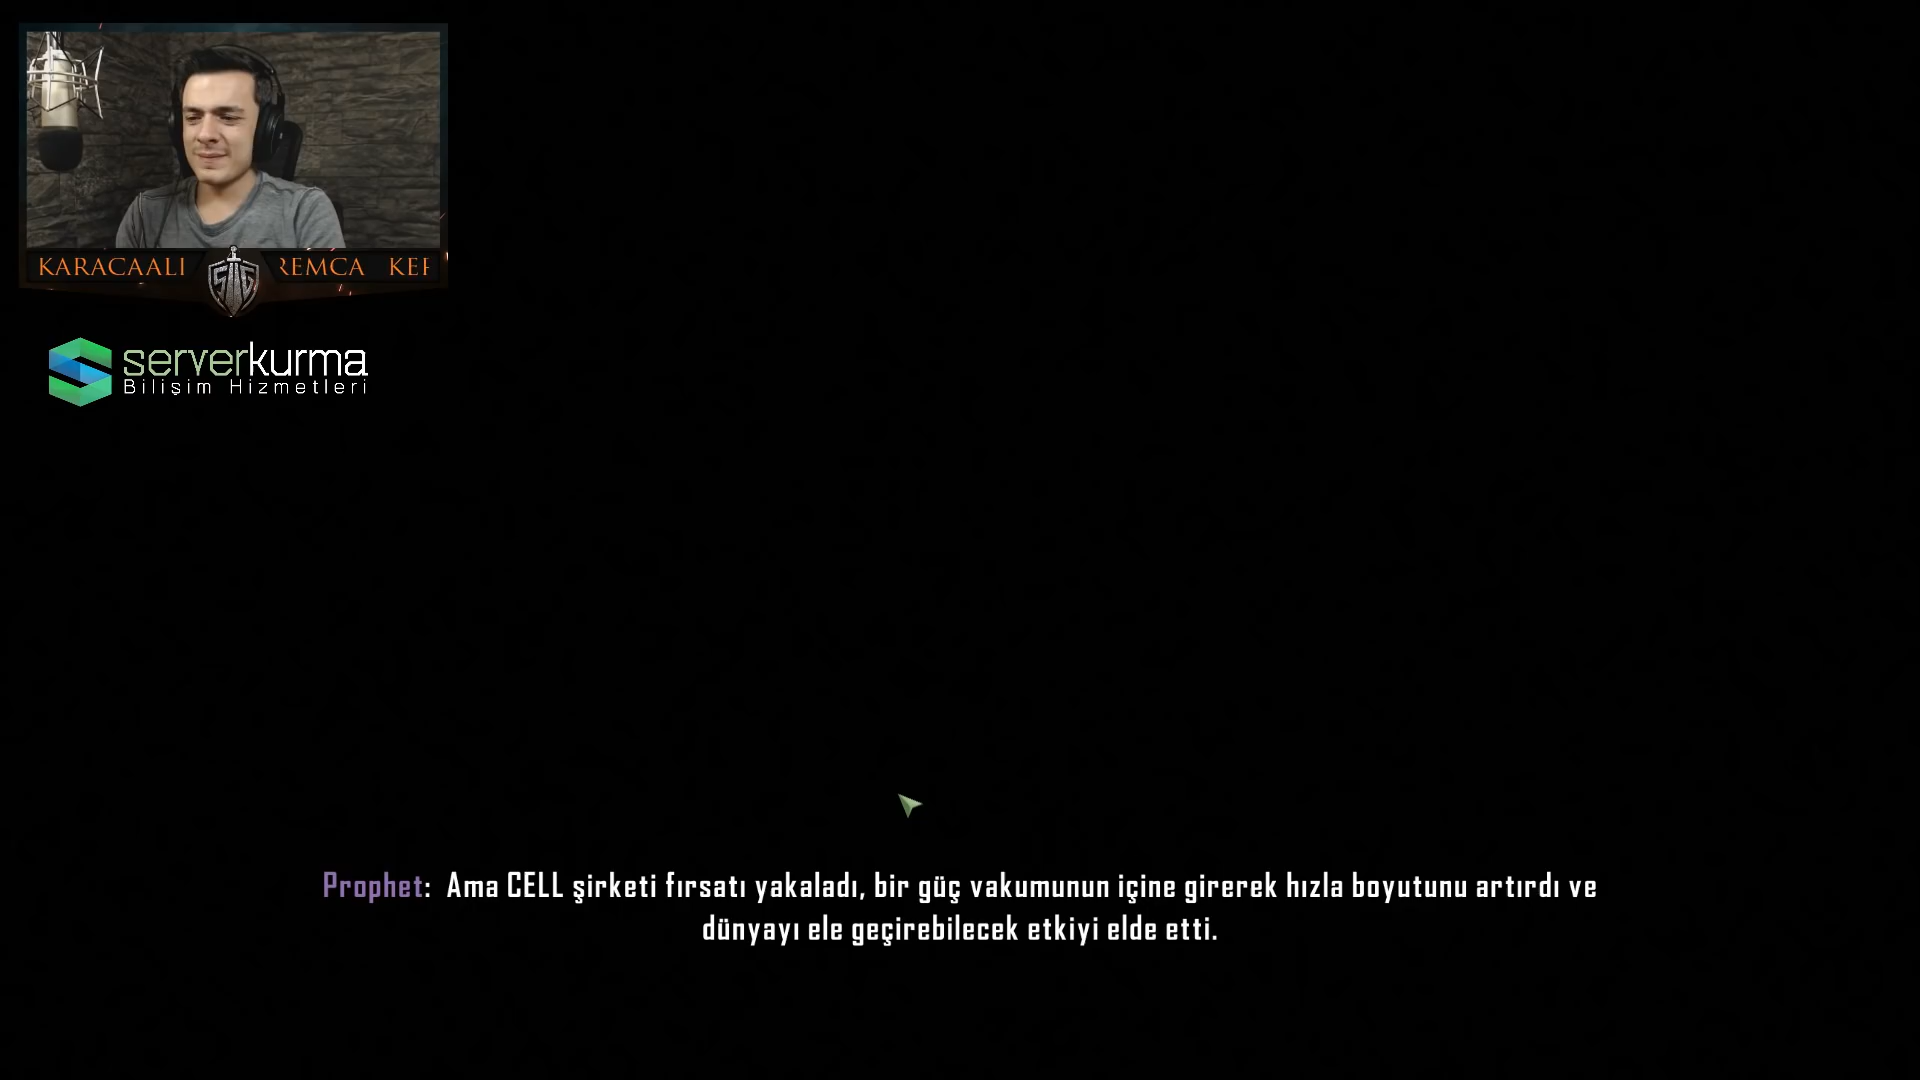 KARACAALI REMCA
serverkurma
Bilişim Hizmetleri
Prophet: Ama CELL şirketi fırsatı yakaladı, bir güç vakumunun içine girerek hızla boyutunu artırdı ve
dünyayı ele geçirebilecek etkiyi elde etti.